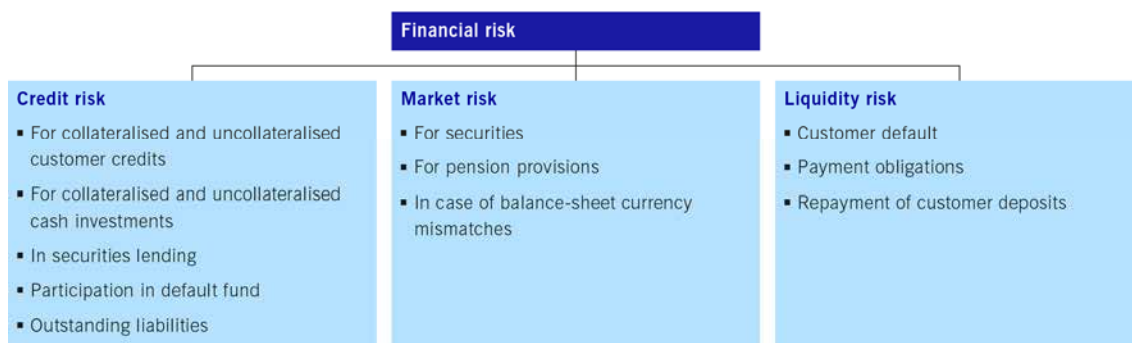 Financial risk
Credit risk
▪ For collateralised and uncollateralised
customer credits
▪ For collateralised and uncollateralised
cash investments
▪ In securities lending
▪ Participation in default fund
▪ Outstanding liabilities
Market risk
▪ For securities
▪ For pension provisions
▪ In case of balance-sheet currency
mismatches
Liquidity risk
▪ Customer default
▪ Payment obligations
▪ Repayment of customer deposits